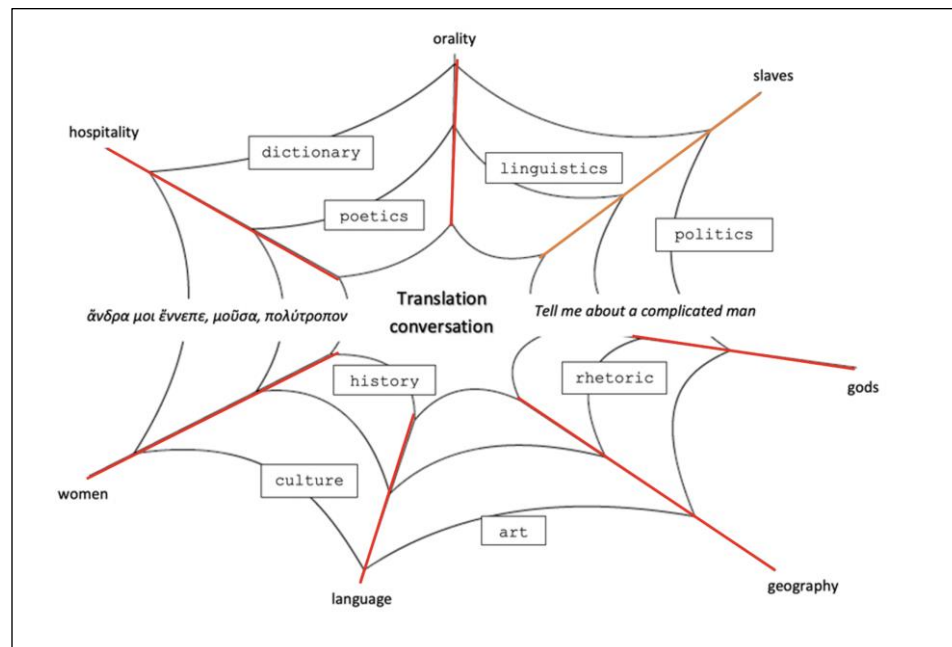 orality
slaves
hospitality
dictionary
linguistics
poetics
politics
Translation
conversation
ἄνδρα μοι ἔννεπε, μοῦσα, πολύτροπον
Tell me about a complicated man
history
rhetoric
gods
women
culture
art
language
geography